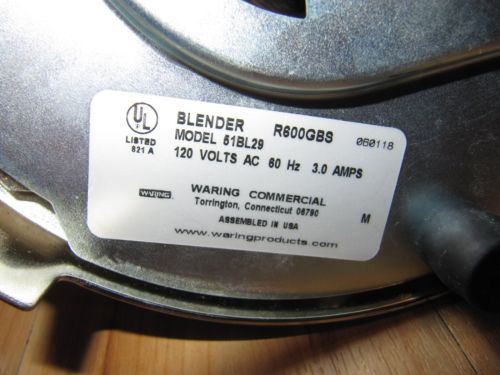 UL
BLENDER R600GBS 060118
LISTED MODEL 51BL29
821 A 120 VOLTS AC 60 Hz 3.0 AMPS
WARING WARING COMMERCIAL
Torrington, Connecticut 06790
M
ASSEMBLED IN USA
www.waringproducts.com